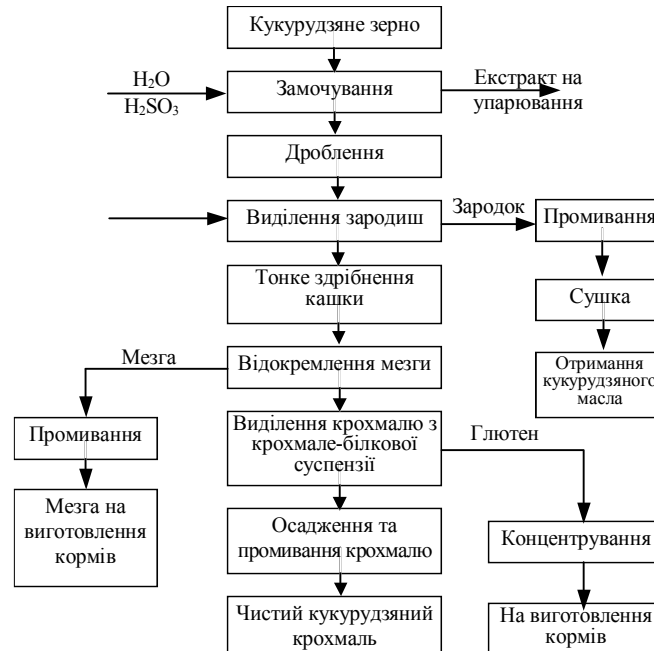 Кукурудзяне зерно
H₂O
H₂SO₃
Замочування
Екстракт на
упарювання
Дроблення
Виділення зародиш
Зародок
Промивання
Тонке здрібнення
кашки
Сушка
Мезга
Відокремлення мезги
Отримання
кукурудзяного
масла
Промивання
Виділення крохмалю з
крохмале-білкової
суспензії
Глютен
Мезга на
виготовлення
кормів
Осадження та
промивання крохмалю
Концентрування
Чистий кукурудзяний
крохмаль
На виготовлення
кормів